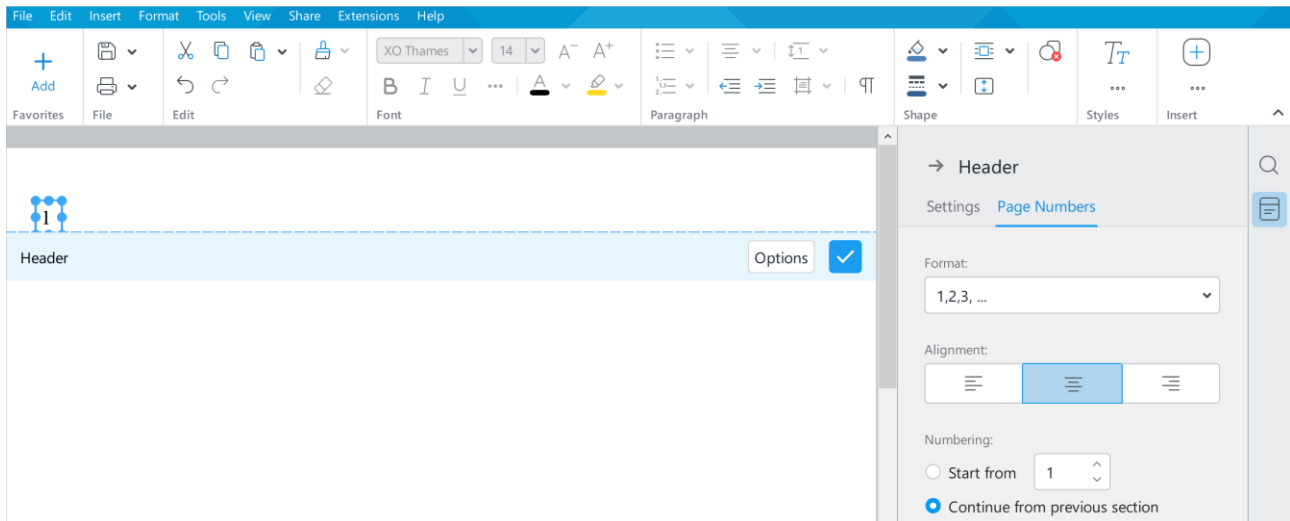 File Edit Insert Format Tools View Share Extensions Help
XO Thames 14 A⁻ A⁺
Add
B I U A
Favorites File Edit Font Paragraph Shape Styles Insert
1
Header Options
Header
Settings Page Numbers
Format:
1,2,3, ...
Alignment:
Numbering:
Start from 1
Continue from previous section